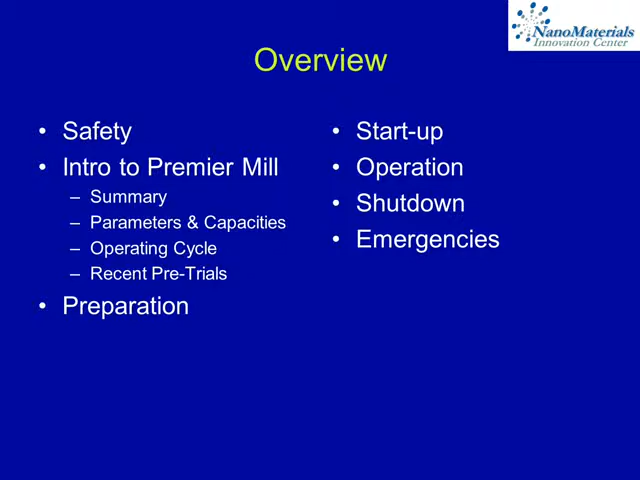 NanoMaterials
Innovation Center
Overview
• Safety
• Intro to Premier Mill
– Summary
– Parameters & Capacities
– Operating Cycle
– Recent Pre-Trials
• Preparation
• Start-up
• Operation
• Shutdown
• Emergencies